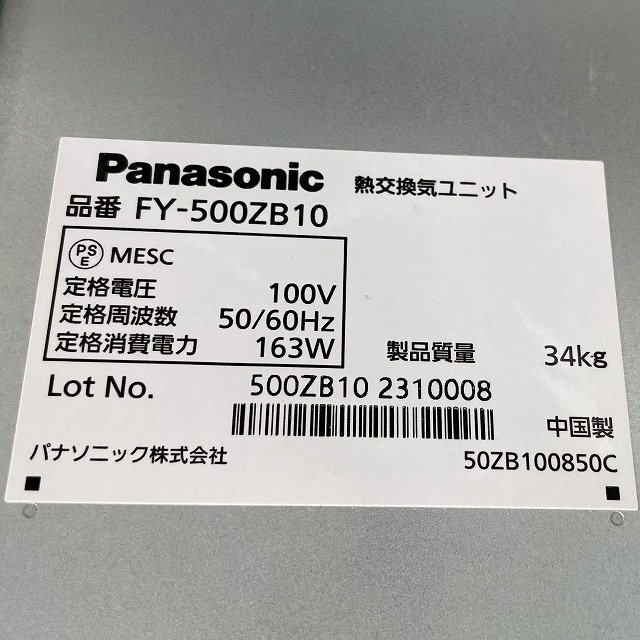 Panasonic 熱交換気ユニット
品番 FY-500ZB10
PS
E MESC
定格電圧 100V
定格周波数 50/60Hz
定格消費電力 163W
製品質量 34kg
Lot No. 500ZB10 2310008
中国製
パナソニック株式会社 50ZB100850C